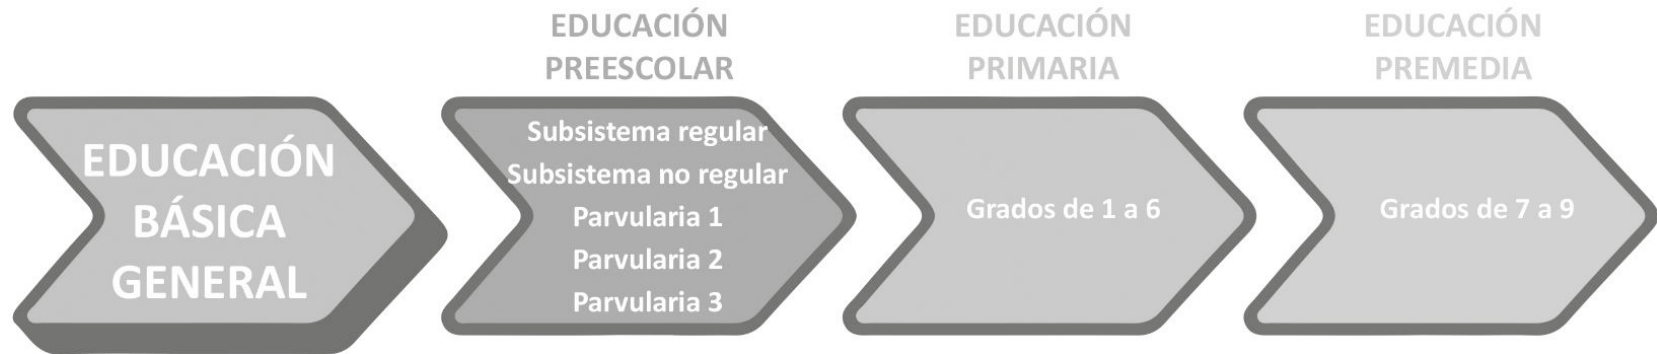 EDUCACIÓN
BÁSICA
GENERAL
EDUCACIÓN
PREESCOLAR
Subsistema regular
Subsistema no regular
Parvularia 1
Parvularia 2
Parvularia 3
EDUCACIÓN
PRIMARIA
Grados de 1 a 6
EDUCACIÓN
PREMEDIA
Grados de 7 a 9